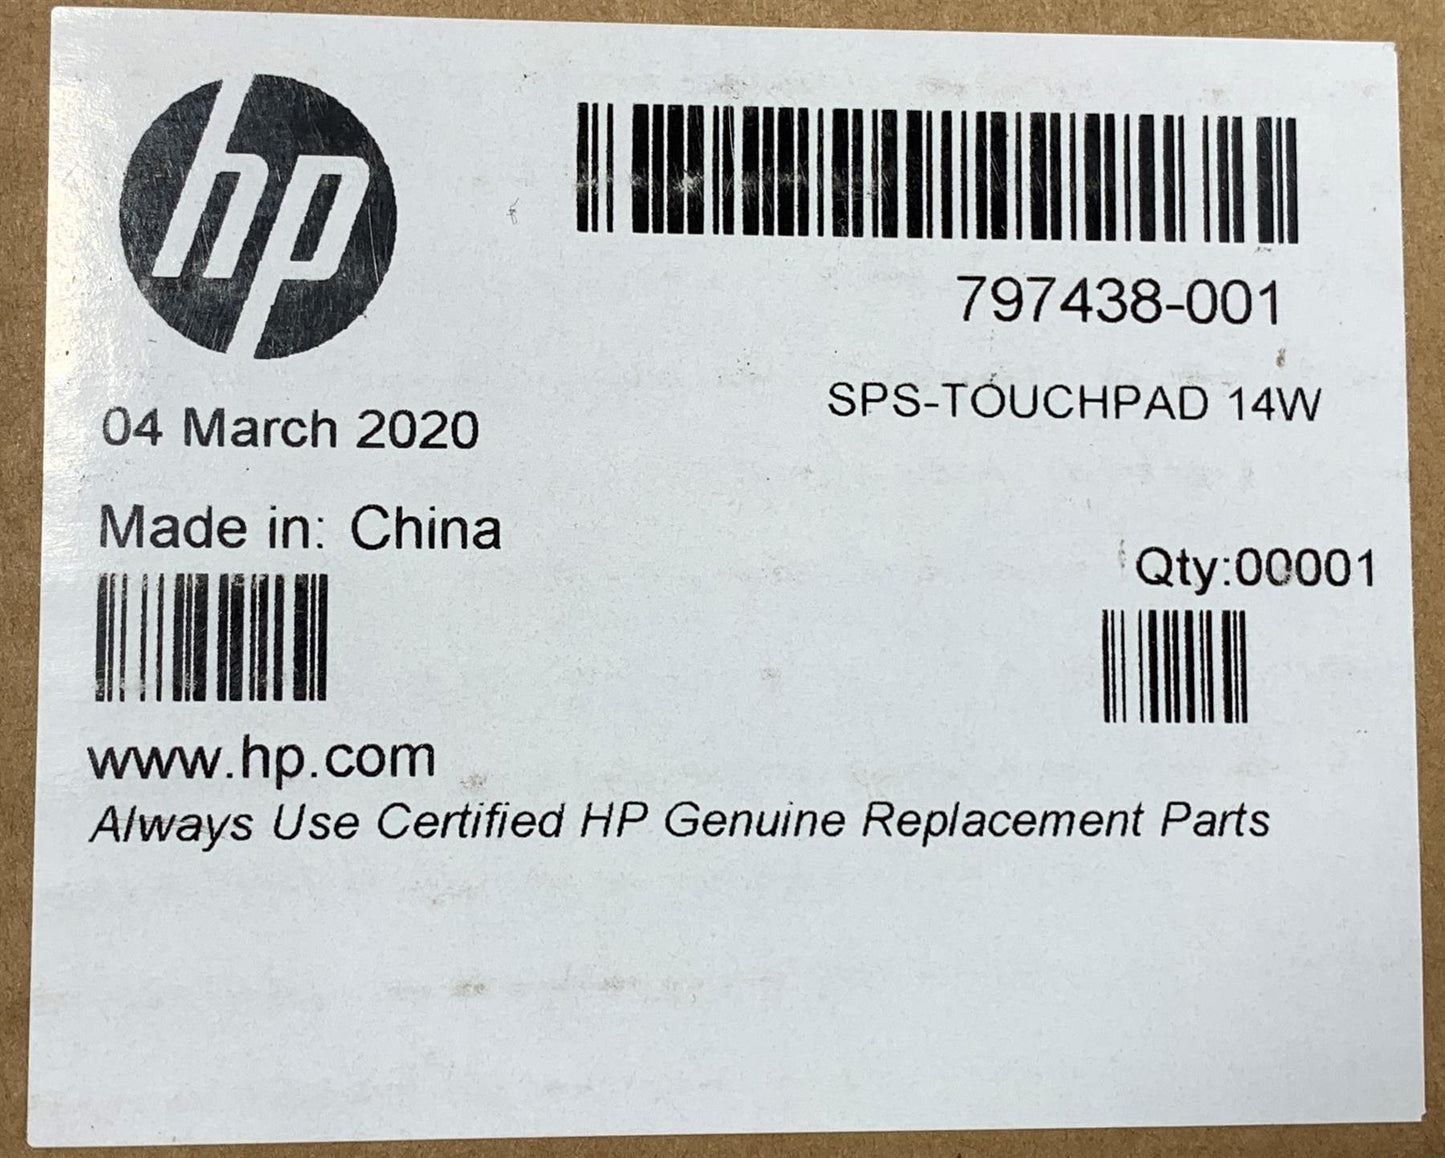 hp
797438-001
SPS-TOUCHPAD 14W
04 March 2020
Made in: China
Qty:00001
www.hp.com
Always Use Certified HP Genuine Replacement Parts